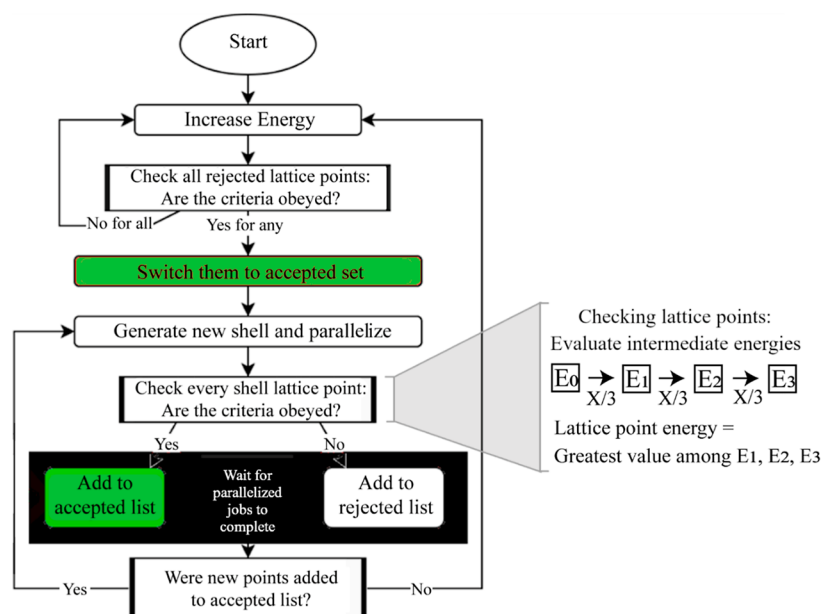 Start
Increase Energy
Check all rejected lattice points:
Are the criteria obeyed?
No for all
Yes for any
Switch them to accepted set
Generate new shell and parallelize
Check every shell lattice point:
Are the criteria obeyed?
Yes
No
Add to
accepted list
Wait for
parallelized
jobs to
complete
Add to
rejected list
Were new points added
to accepted list?
Yes
No
Checking lattice points:
Evaluate intermediate energies
E0 → E1 → E2 → E3
X/3 X/3 X/3
Lattice point energy =
Greatest value among E1, E2, E3